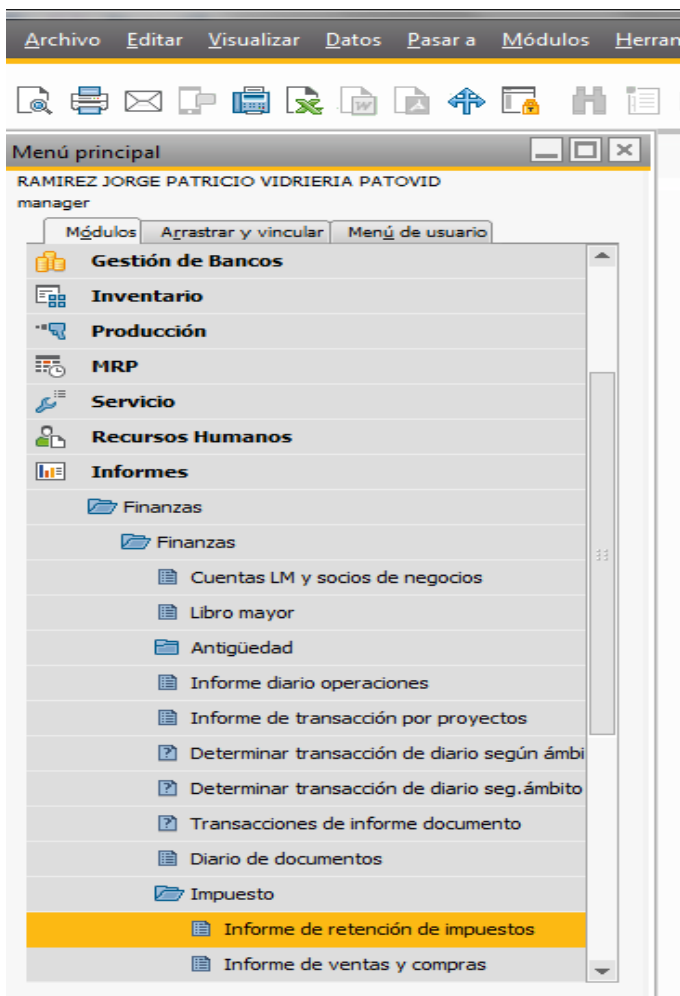 Archivo Editar Visualizar Datos Pasar a Módulos Herran
Menú principal
RAMIREZ JORGE PATRICIO VIDRIERIA PATOVID
manager
Módulos Arrastrar y vincular Menú de usuario
Gestión de Bancos
Inventario
Producción
MRP
Servicio
Recursos Humanos
Informes
Finanzas
Finanzas
Cuentas LM y socios de negocios
Libro mayor
Antigüedad
Informe diario operaciones
Informe de transacción por proyectos
Determinar transacción de diario según ámbi
Determinar transacción de diario seg.ámbito
Transacciones de informe documento
Diario de documentos
Impuesto
Informe de retención de impuestos
Informe de ventas y compras